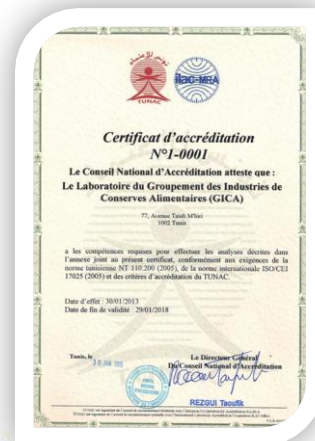 TUNAC
ilac-MRA
Certificat d'accréditation
N°1-0001
Le Conseil National d'Accréditation atteste que :
Le Laboratoire du Groupement des Industries de
Conserves Alimentaires (GICA)
77, Avenue Taieb M'hiri
1002 Tunis
a les compétences requises pour effectuer les analyses décrites dans
l'annexe joint au présent certificat, conformément aux exigences de la
norme tunisienne NT 110.200 (2005), de la norme internationale ISO/CEI
17025 (2005) et des critères d'accréditation du TUNAC.
Date d'effet : 30/01/2013
Date de fin de validité : 29/01/2018
Tunis, le
Le Directeur Général
Du Conseil National d'Accréditation
REZGUI Taoufik